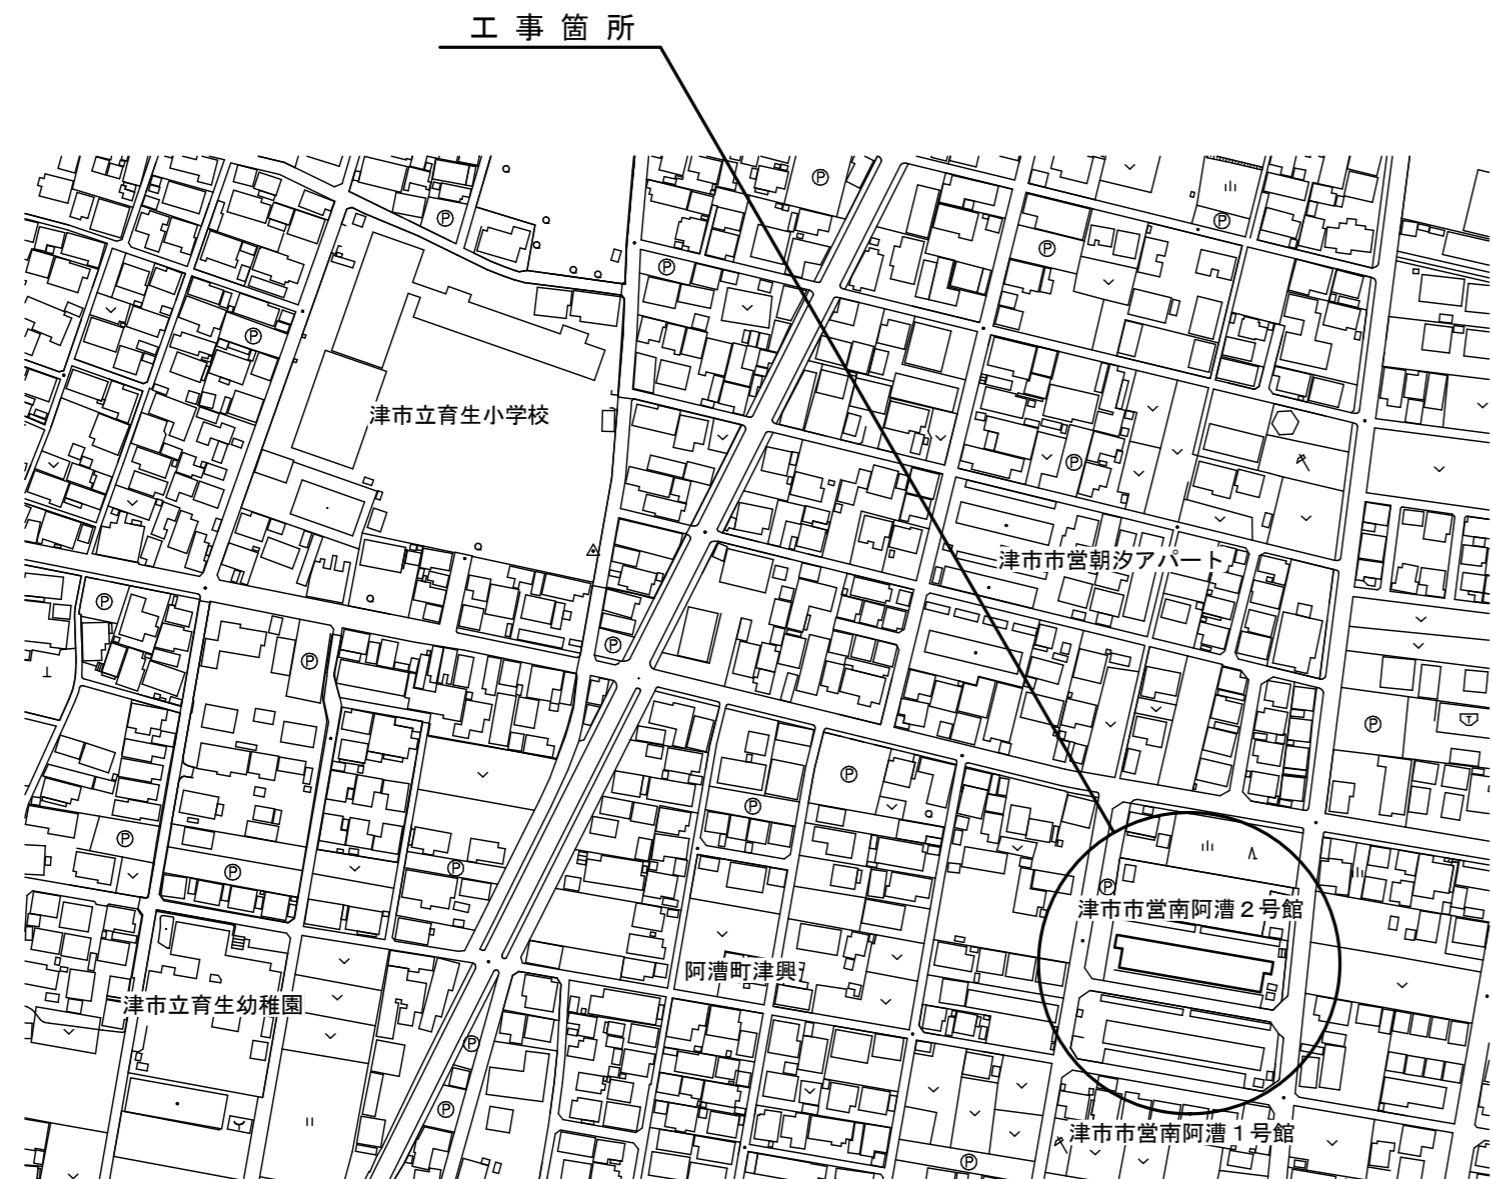 工事箇所
津市立育生小学校
津市市営朝汐アパート
津市市営南阿漕２号館
阿漕町津興
津市立育生幼稚園
津市市営南阿漕１号館